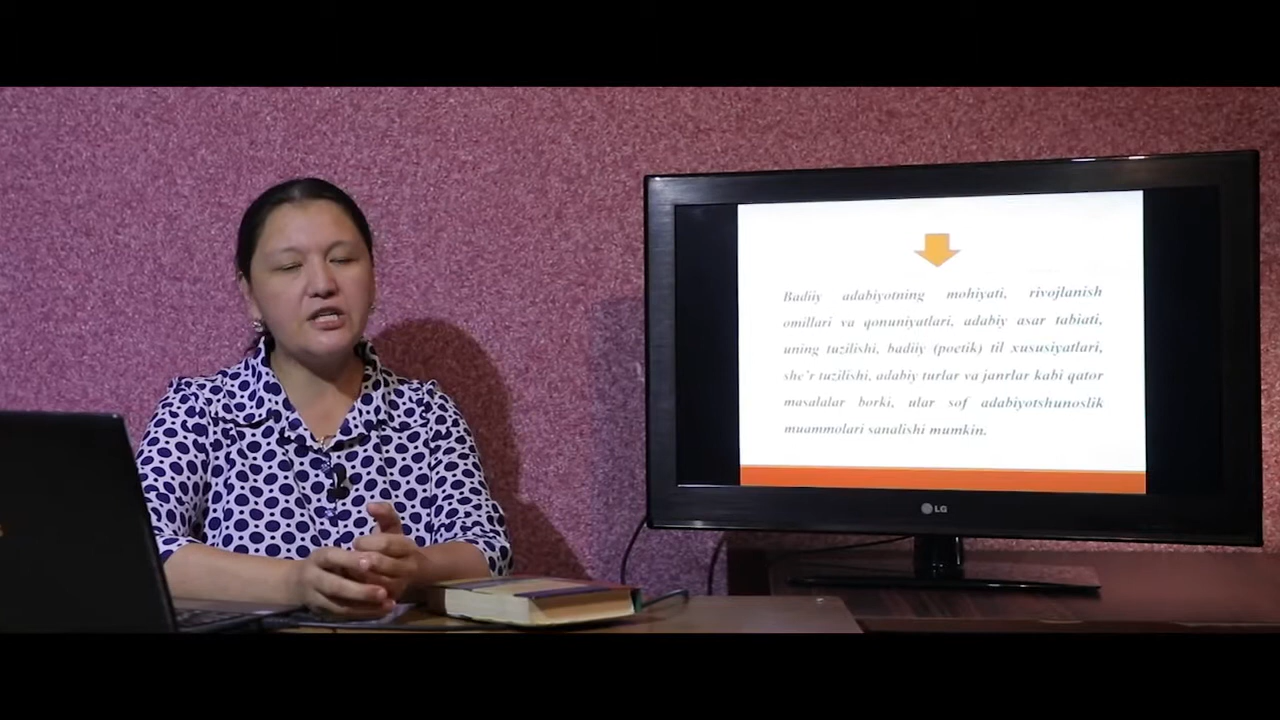 Badiiy adabiyotning mohiyati, rivojlanish
omillari va qonuniyatlari, adabiy asar tabiati,
uning tuzilishi, badiiy (poetik) til xususiyatlari,
she'r tuzilishi, adabiy turlar va janrlar kabi qator
masalalar borki, ular sof adabiyotshunoslik
muammolari sanalishi mumkin.
LG